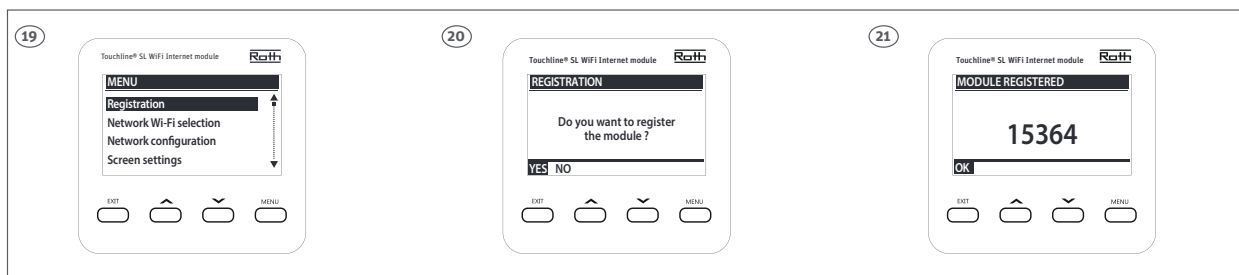 19
Touchline® SL WiFi Internet module Roth
MENU
Registration
Network Wi-Fi selection
Network configuration
Screen settings
EXIT MENU
20
Touchline® SL WiFi Internet module Roth
REGISTRATION
Do you want to register
the module ?
YES NO
EXIT MENU
21
Touchline® SL WiFi Internet module Roth
MODULE REGISTERED
15364
OK
EXIT MENU